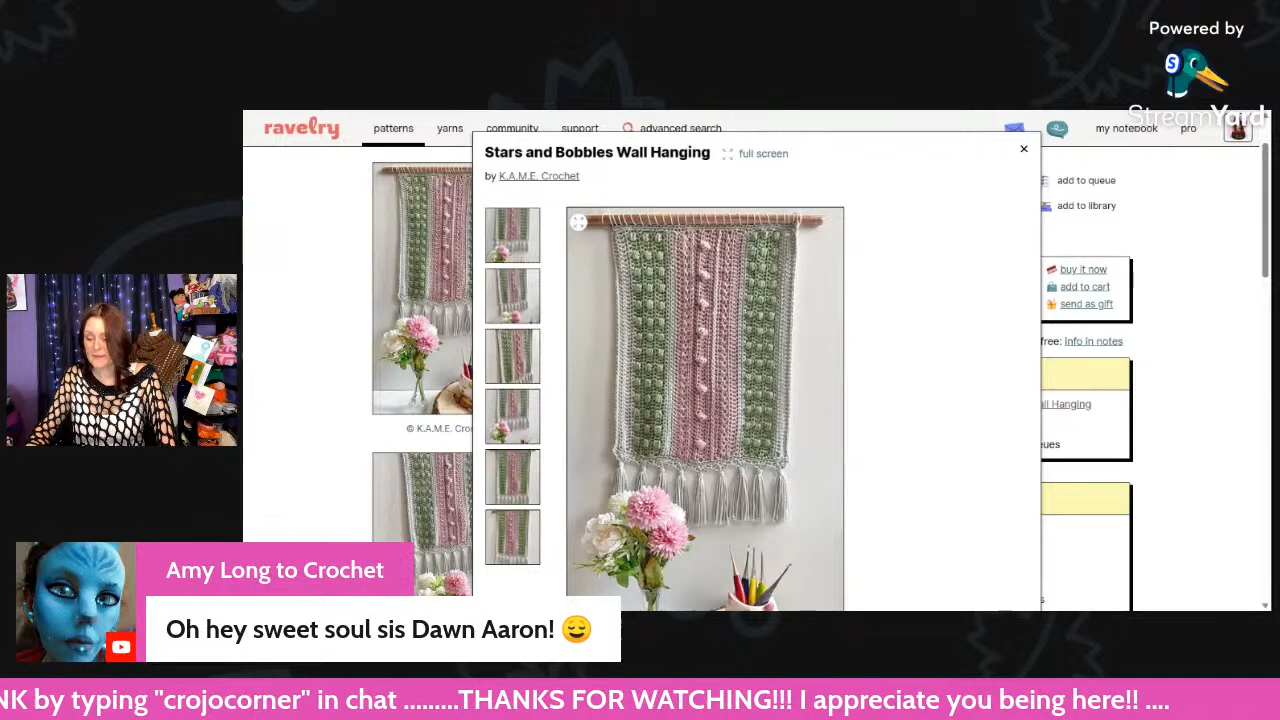 Powered by
StreamYard
ravelry
patterns
yarns
community
support
advanced search
my notebook
pro
Stars and Bobbles Wall Hanging
full screen
by K.A.M.E. Crochet
add to queue
add to library
buy it now
add to cart
send as gift
free: info in notes
Hanging
© K.A.M.E.
Amy Long to Crochet
Oh hey sweet soul sis Dawn Aaron! 😌
by typing "crojocorner" in chat .........THANKS FOR WATCHING!!! I appreciate you being here!! ....